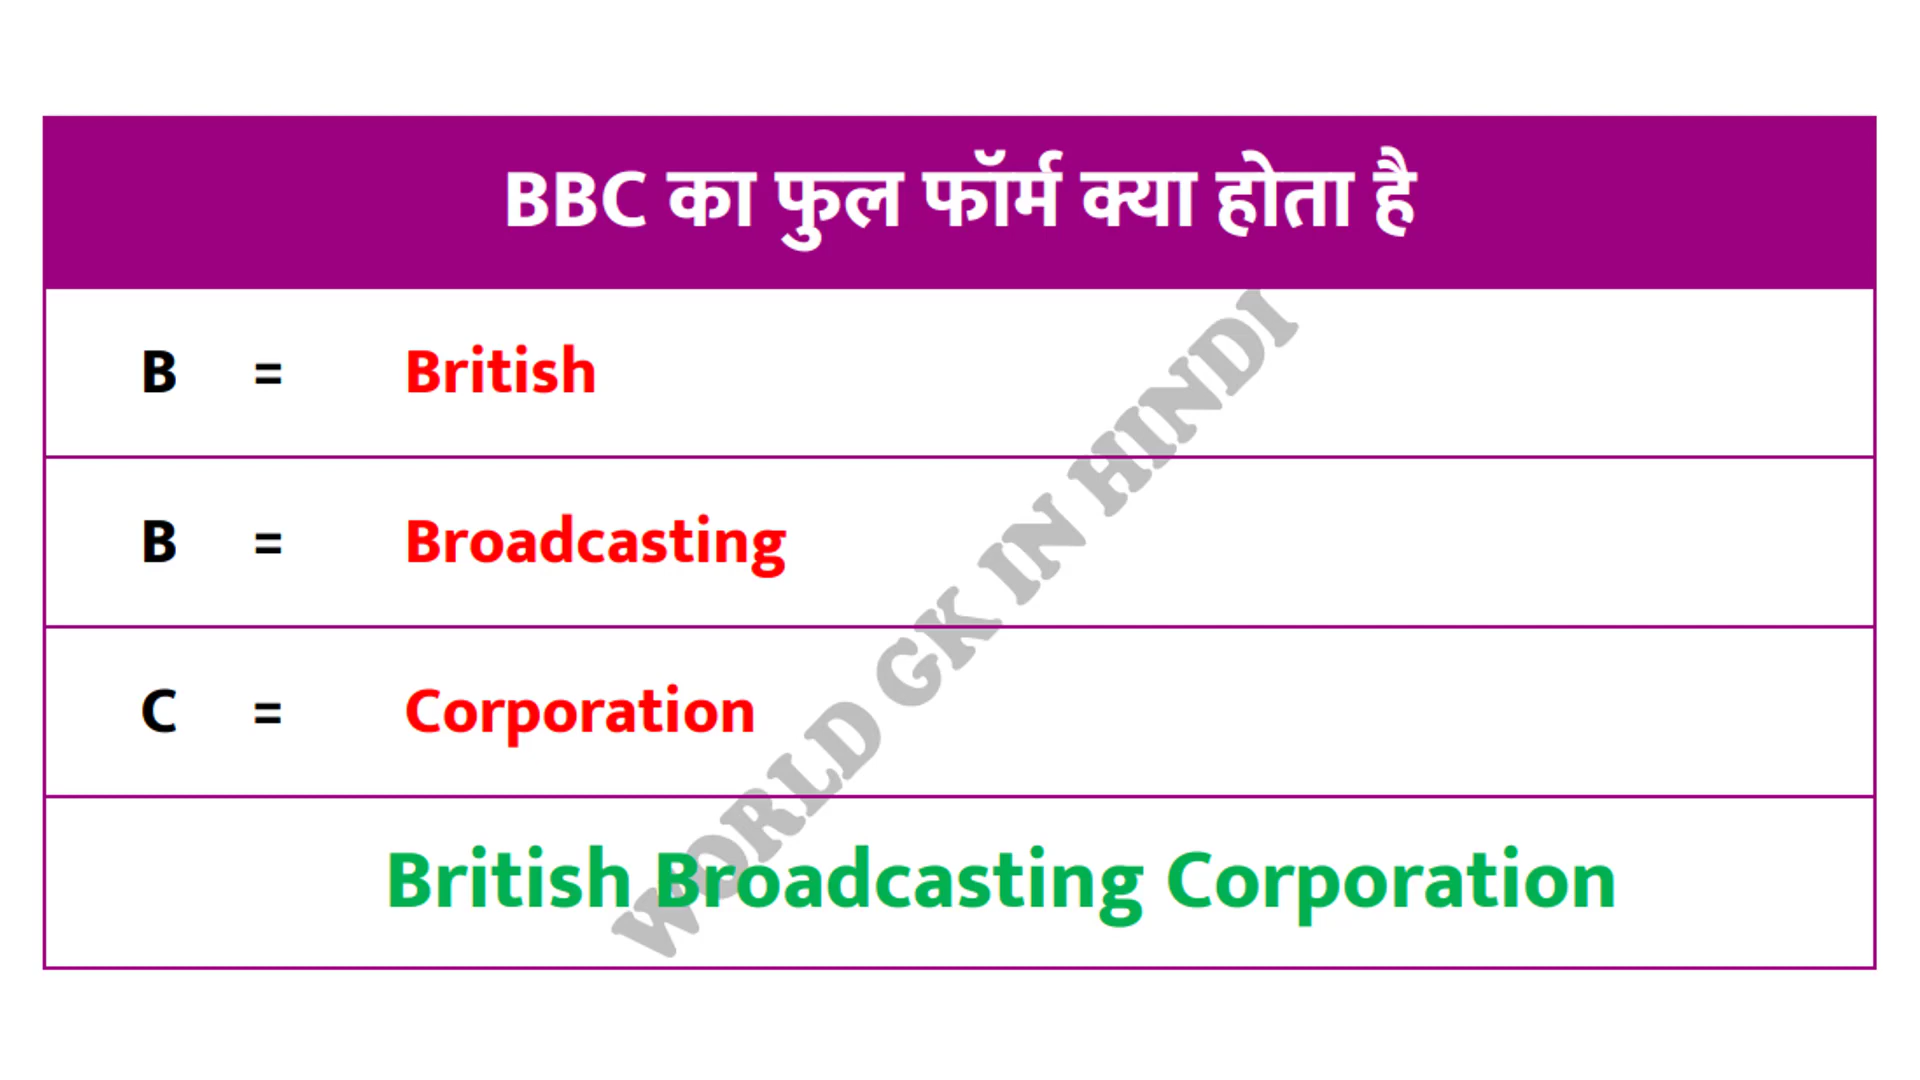 BBC का फुल फॉर्म क्या होता है
B = British
B = Broadcasting
C = Corporation
British Broadcasting Corporation
WORLD GK IN HINDI